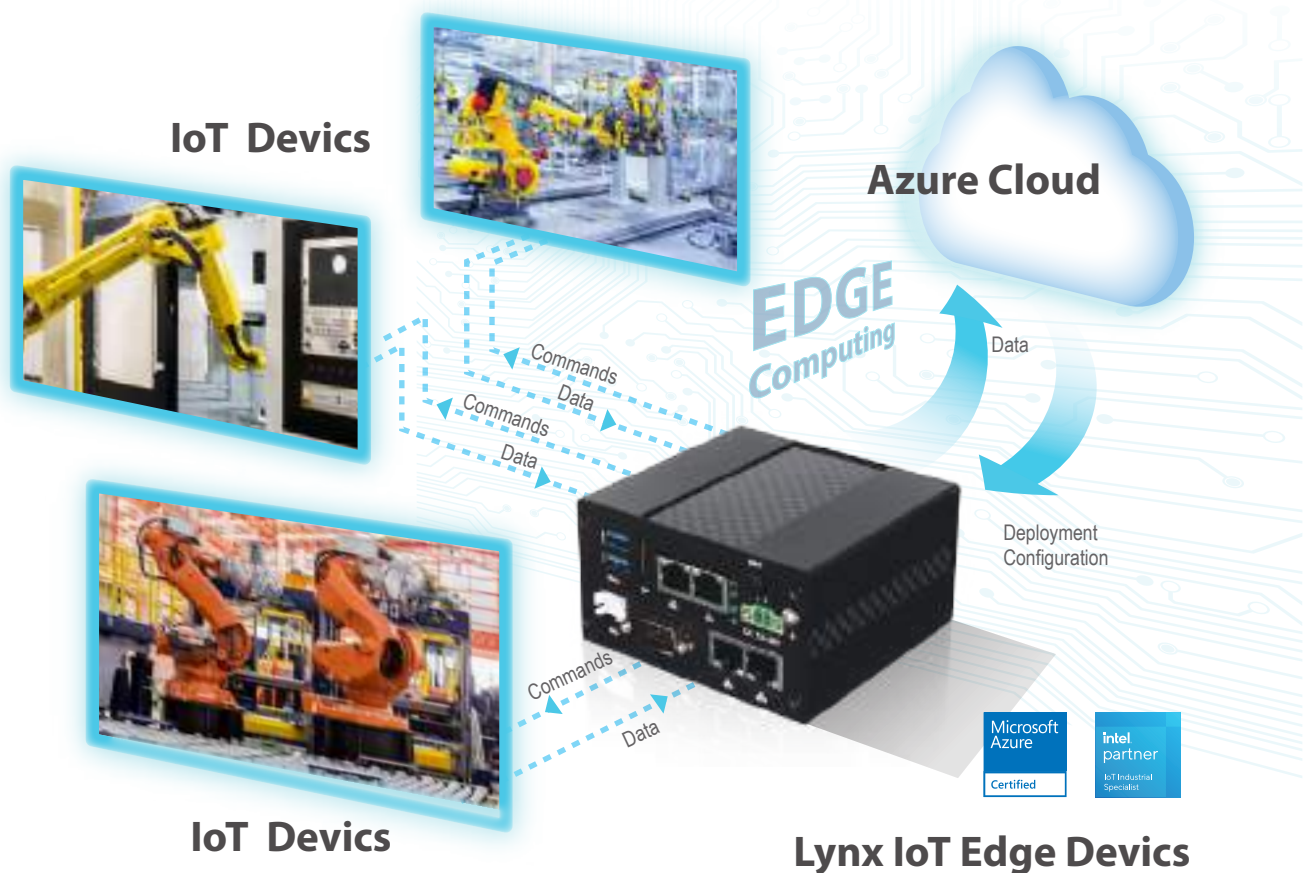 IoT Devics
Azure Cloud
EDGE
Computing
Data
Commands
Data
Commands
Data
Deployment
Configuration
Commands
Data
Microsoft
Azure
Certified
intel
partner
IoT Industrial
Specialist
IoT Devics
Lynx IoT Edge Devics